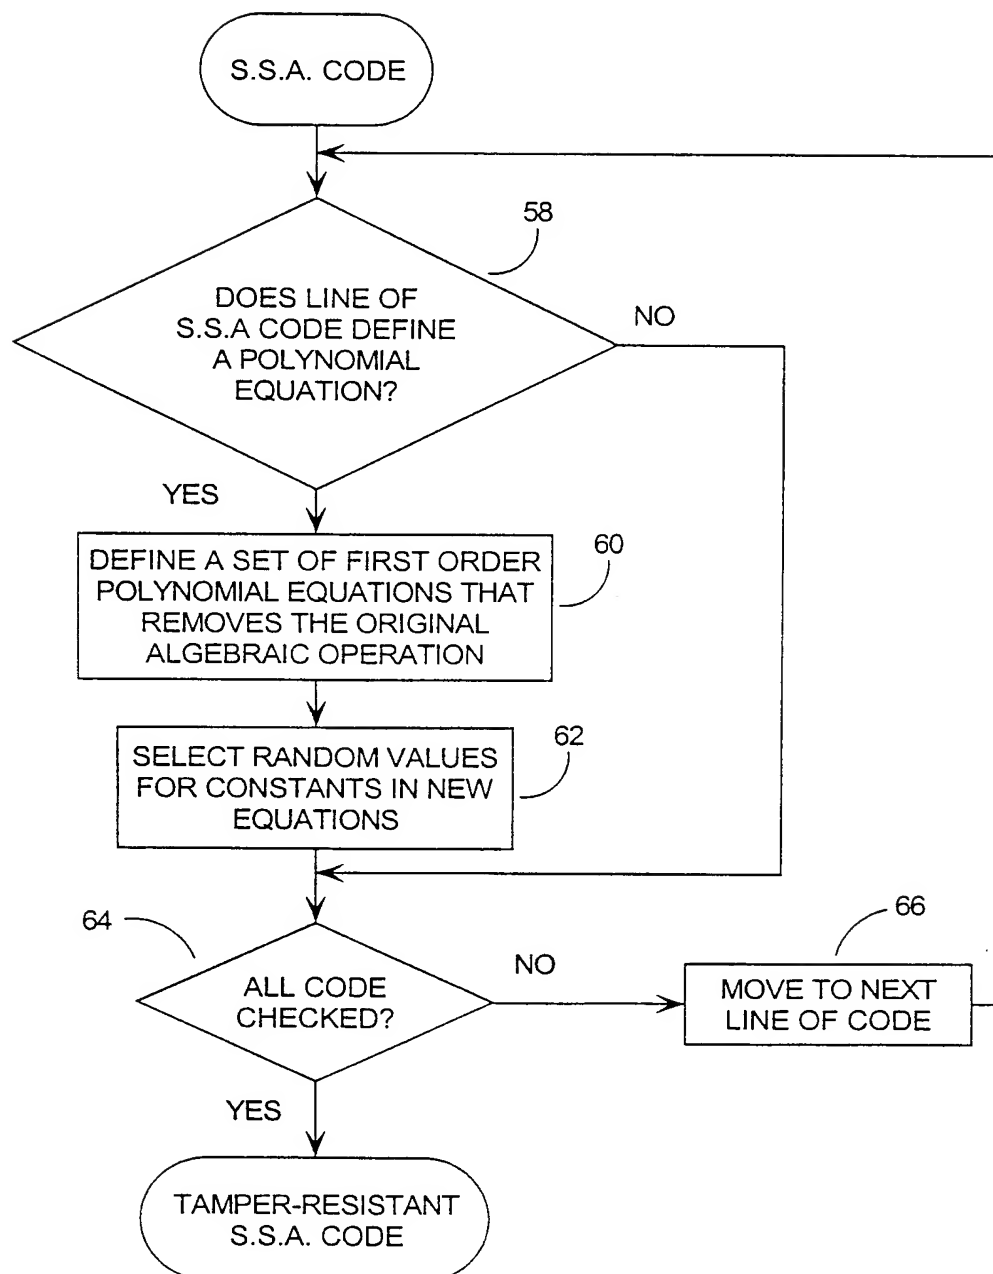 S.S.A. CODE
58
DOES LINE OF
S.S.A CODE DEFINE
A POLYNOMIAL
EQUATION?
NO
YES
DEFINE A SET OF FIRST ORDER
POLYNOMIAL EQUATIONS THAT
REMOVES THE ORIGINAL
ALGEBRAIC OPERATION
60
SELECT RANDOM VALUES
FOR CONSTANTS IN NEW
EQUATIONS
62
64
ALL CODE
CHECKED?
NO
66
MOVE TO NEXT
LINE OF CODE
YES
TAMPER-RESISTANT
S.S.A. CODE